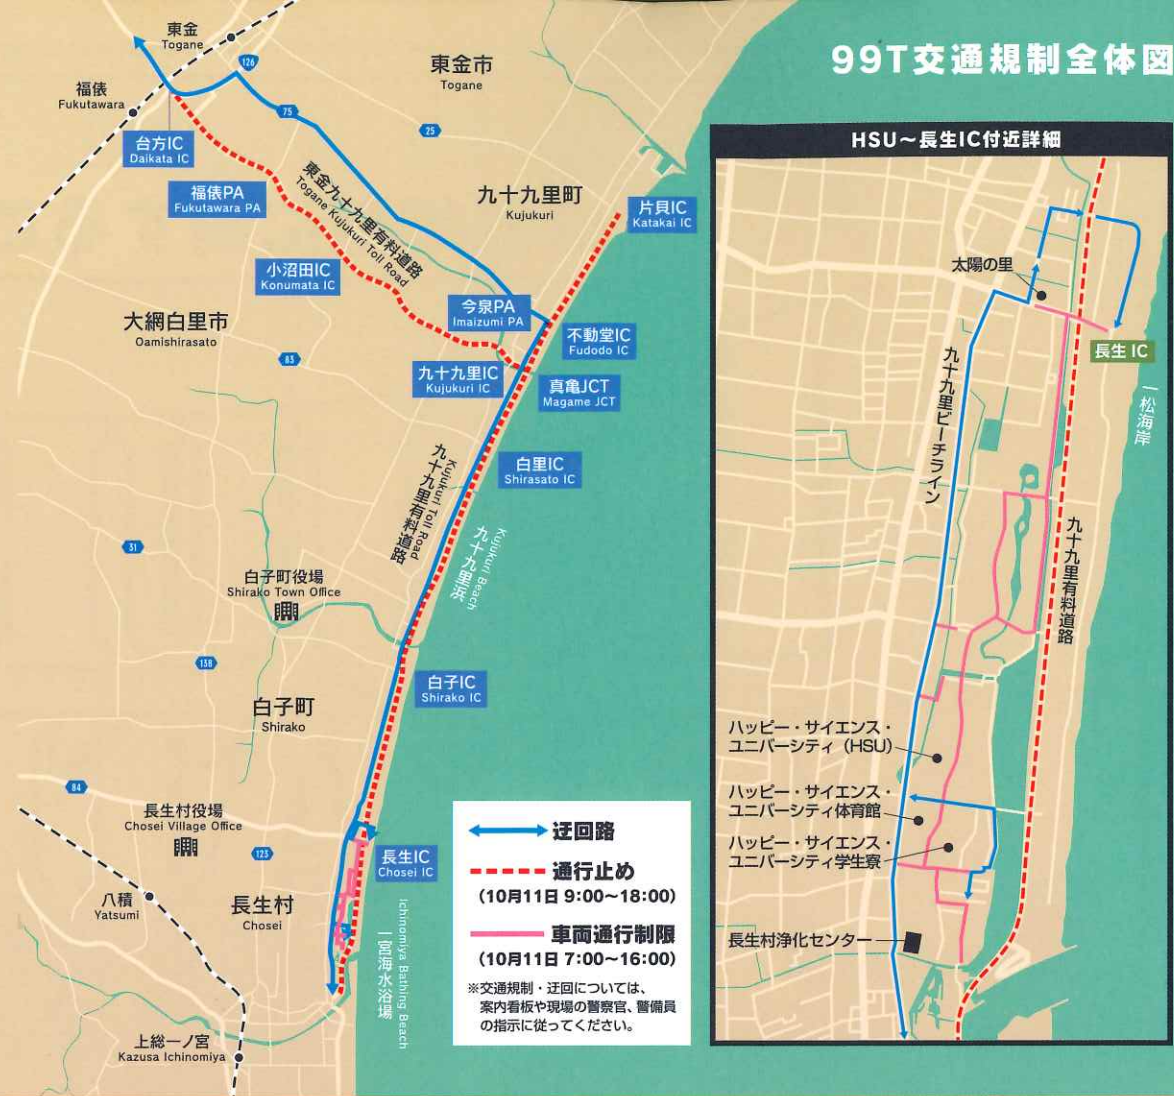 99T交通規制全体図
東金
Togane
126
東金市
Togane
福俵
Fukutawara
75
25
台方IC
Daikata IC
福俵PA
Fukutawara PA
東金九十九里有料道路
Togane Kujukuri Toll Road
九十九里町
Kujukuri
片貝IC
Katakai IC
小沼田IC
Konumata IC
今泉PA
Imaizumi PA
大網白里市
Oamishirasato
不動堂IC
Fudodo IC
83
九十九里IC
Kujukuri IC
真亀JCT
Magame JCT
白里IC
Shirasato IC
Kujukuri Toll Road
九十九里有料道路
Kujukuri Beach
九十九里浜
31
白子町役場
Shirako Town Office
138
白子IC
Shirako IC
白子町
Shirako
84
長生村役場
Chosei Village Office
123
長生IC
Chosei IC
八積
Yatsumi
長生村
Chosei
Ichinomiya Bathing Beach
一宮海水浴場
上総一ノ宮
Kazusa Ichinomiya
迂回路
通行止め
(10月11日 9:00〜18:00)
車両通行制限
(10月11日 7:00〜16:00)
※交通規制・迂回については、
案内看板や現場の警察官、警備員
の指示に従ってください。
HSU〜長生IC付近詳細
太陽の里
長生 IC
一松海岸
九十九里ビーチライン
九十九里有料道路
ハッピー・サイエンス・
ユニバーシティ（HSU）
ハッピー・サイエンス・
ユニバーシティ体育館
ハッピー・サイエンス・
ユニバーシティ学生寮
長生村浄化センター